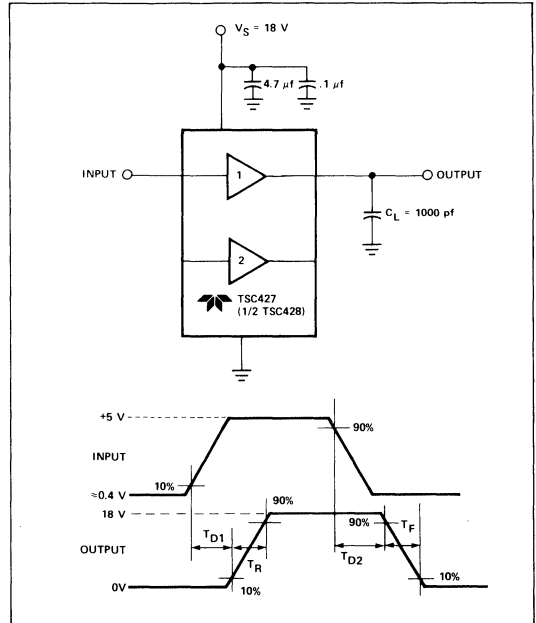 V_S = 18 V
4.7 µf .1 µf
INPUT 1 OUTPUT
C_L = 1000 pf
2
TSC427
(1/2 TSC428)
+5 V
90%
INPUT
10%
≈0.4 V
18 V 90%
90% T_F
T_D1 T_D2
OUTPUT T_R
10% 10%
0V